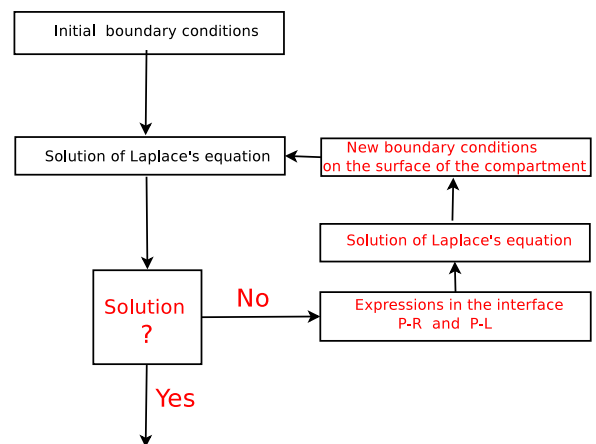 Initial boundary conditions
Solution of Laplace's equation
New boundary conditions
on the surface of the compartment
Solution of Laplace's equation
Solution
?
No
Expressions in the interface
P-R and P-L
Yes